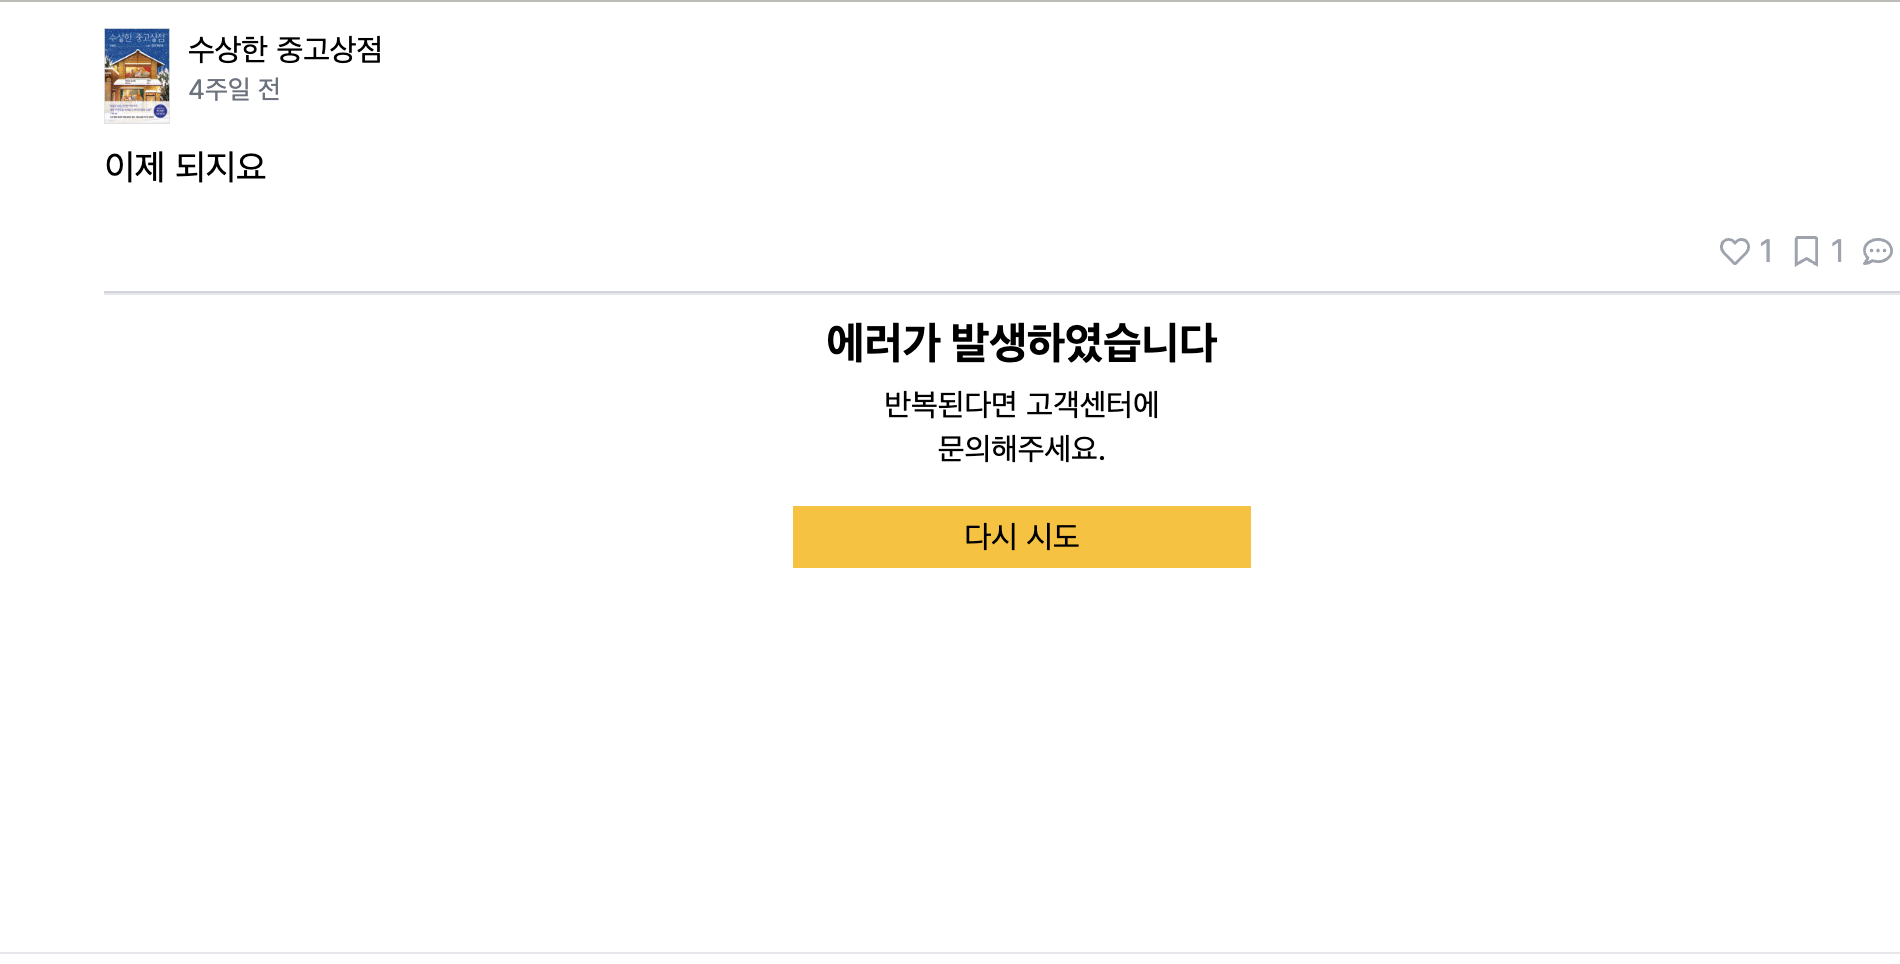 수상한 중고상점
수상한 중고상점
4주일 전
이제 되지요
1 1
에러가 발생하였습니다
반복된다면 고객센터에
문의해주세요.
다시 시도